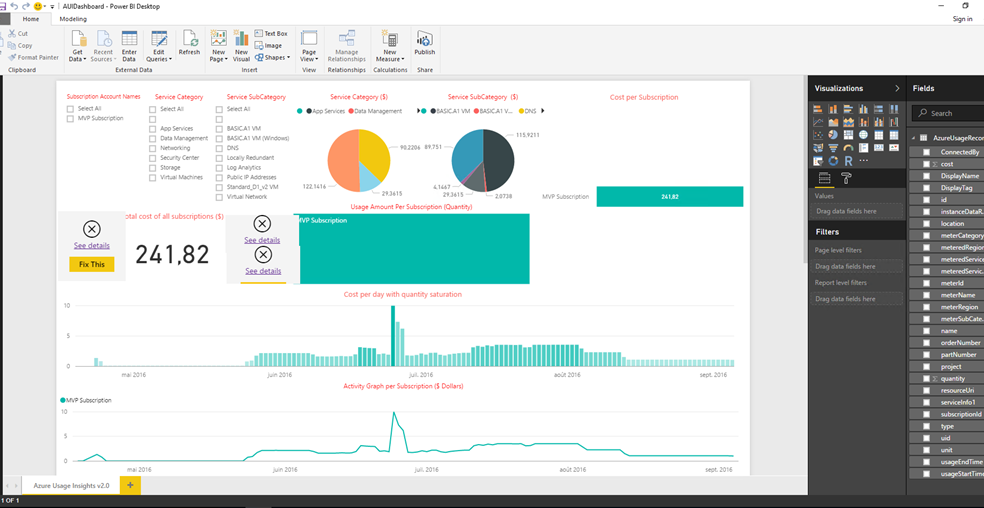 AUIDashboard - Power BI Desktop
Sign in
Home Modeling
Cut
Copy
Format Painter
Clipboard
Get Data
Recent Sources
Enter Data
Edit Queries
External Data
Refresh
New Page
New Visual
Text Box
Image
Shapes
Insert
Page View
View
Manage Relationships
Relationships
New Measure
Calculations
Publish
Share
Subscription Account Names
Select All
MVP Subscription
Service Category
Select All
App Services
Data Management
Networking
Security Center
Storage
Virtual Machines
Service SubCategory
Select All
BASIC.A1 VM
BASIC.A1 VM (Windows)
DNS
Locally Redundant
Log Analytics
Public IP Addresses
Standard_D1_v2 VM
Virtual Network
Service Category ($)
App Services Data Management
90.2206
29.3615
122.1416
Service SubCategory ($)
BASIC.A1 VM BASIC.A1 V... DNS
115.9211
89.751
4.1467
29.3615
2.0738
Cost per Subscription
MVP Subscription 241,82
otal cost of all subscriptions ($)
241,82
See details
Fix This
See details
See details
Usage Amount Per Subscription (Quantity)
MVP Subscription
Cost per day with quantity saturation
10
5
0
mai 2016 juin 2016 juil. 2016 août 2016 sept. 2016
Activity Graph per Subscription ($ Dollars)
MVP Subscription
10
5
0
mai 2016 juin 2016 juil. 2016 août 2016 sept. 2016
Azure Usage Insights v2.0 +
1 OF 1
Visualizations
R
Values
Drag data fields here
Filters
Page level filters
Drag data fields here
Report level filters
Drag data fields here
Fields
Search
AzureUsageRecor
ConnectedBy
Σ cost
DisplayName
DisplayTag
id
instanceDataR...
location
meterCategory
meteredRegion
meteredService
meteredServic...
meterId
meterName
meterRegion
meterSubCate...
name
orderNumber
partNumber
project
Σ quantity
resourceUri
serviceInfo1
subscriptionId
type
uid
unit
usageEndTime
usageStartTime